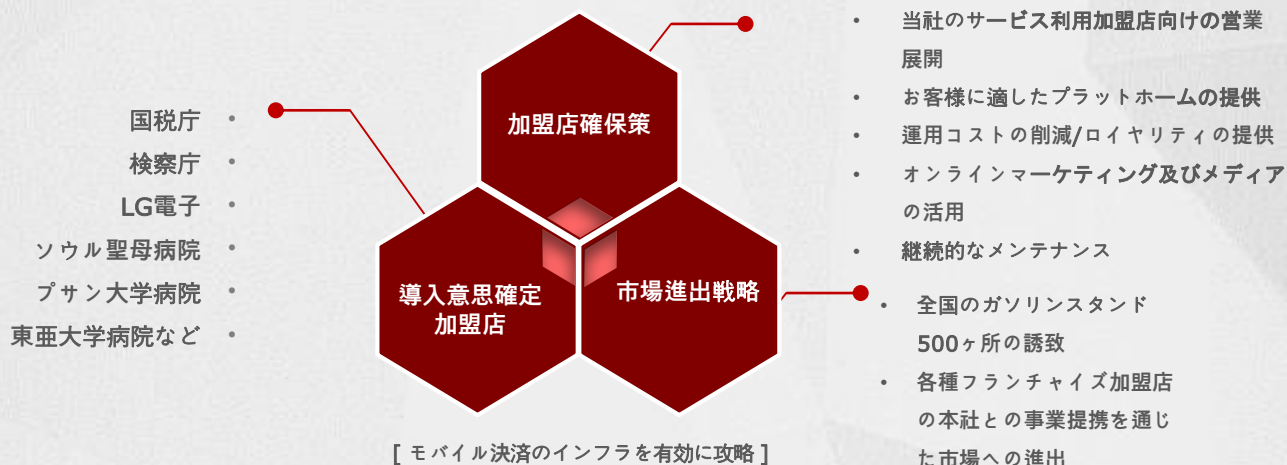 国税庁 •
検察庁 •
LG電子 •
ソウル聖母病院 •
プサン大学病院 •
東亜大学病院など •
加盟店確保策
導入意思確定
加盟店
市場進出戦略
[ モバイル決済のインフラを有効に攻略 ]
• 当社のサービス利用加盟店向けの営業
展開
• お客様に適したプラットホームの提供
• 運用コストの削減/ロイヤリティの提供
• オンラインマーケティング及びメディア
の活用
• 継続的なメンテナンス
• 全国のガソリンスタンド
500ヶ所の誘致
• 各種フランチャイズ加盟店
の本社との事業提携を通じ
た市場への進出